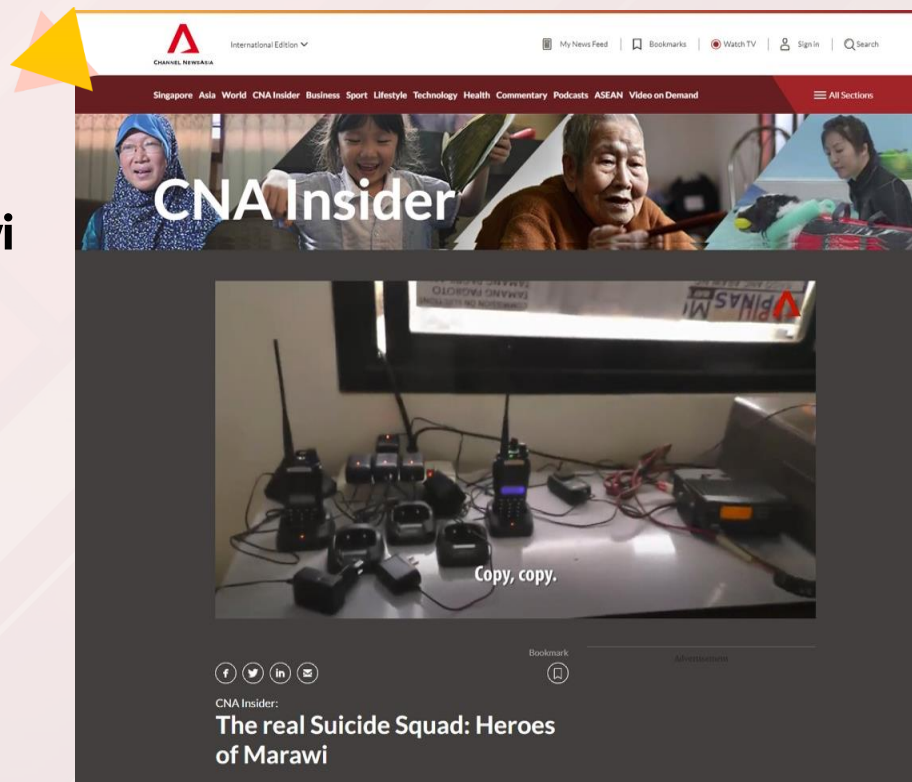 CHANNEL NEWSASIA
International Edition
My News Feed
Bookmarks
Watch TV
Sign in
Search
Singapore Asia World CNA Insider Business Sport Lifestyle Technology Health Commentary Podcasts ASEAN Video on Demand
All Sections
CNA Insider
PILIPINAS
Copy, copy.
Bookmark
Advertisement
CNA Insider:
The real Suicide Squad: Heroes
of Marawi